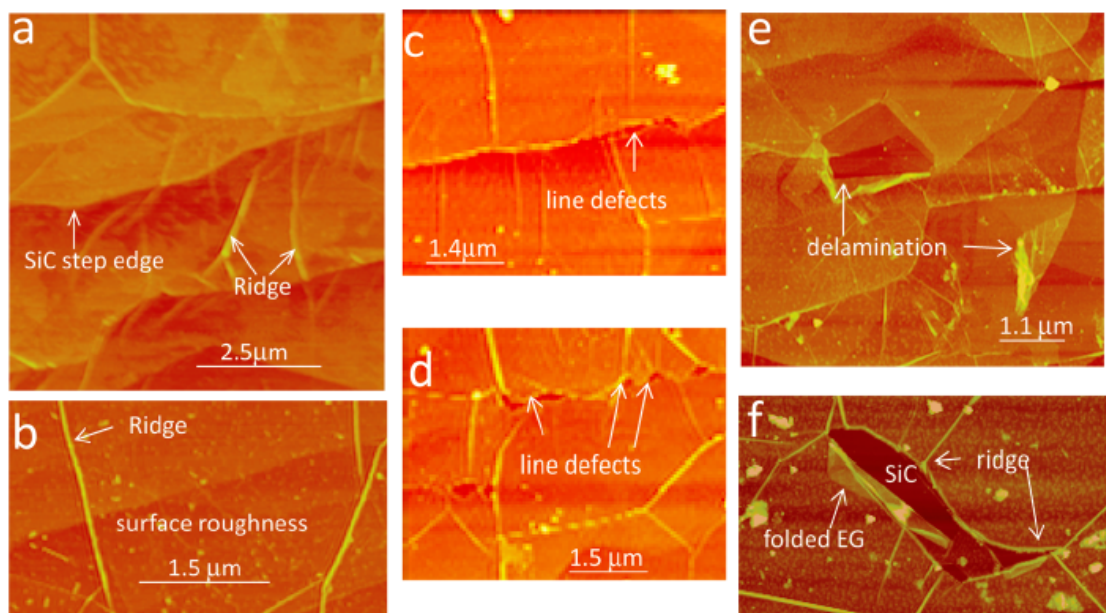 a
SiC step edge
Ridge
2.5µm
b
Ridge
surface roughness
1.5 µm
c
line defects
1.4µm
d
line defects
1.5 µm
e
delamination
1.1 µm
f
SiC
ridge
folded EG